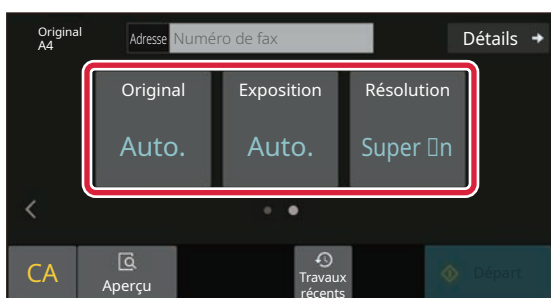 Original
A4
Adresse Numéro de fax
Détails
Original Exposition Résolution
Auto. Auto. Super ▯n
CA
Aperçu
Travaux
récents
Départ